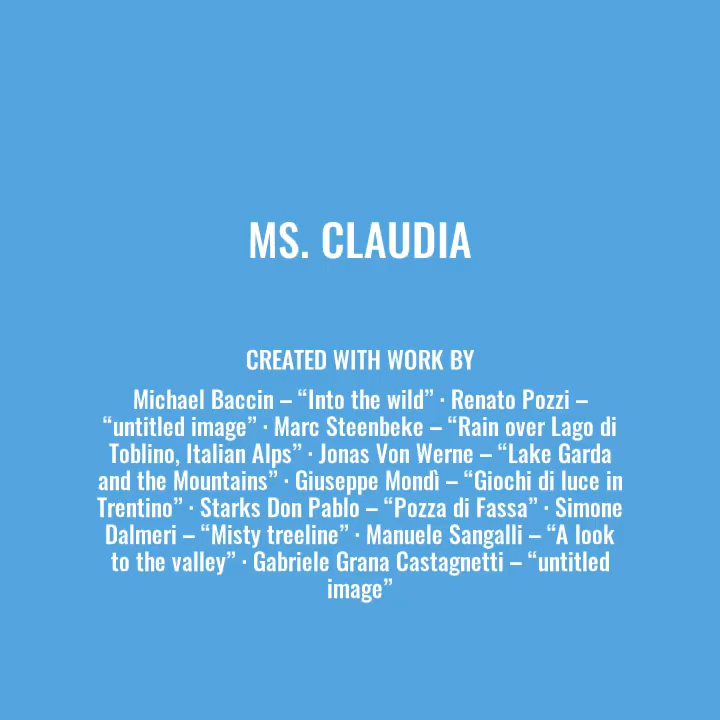 MS. CLAUDIA
CREATED WITH WORK BY
Michael Baccin – “Into the wild” · Renato Pozzi –
“untitled image” · Marc Steenbeke – “Rain over Lago di
Toblino, Italian Alps” · Jonas Von Werne – “Lake Garda
and the Mountains” · Giuseppe Mondì – “Giochi di luce in
Trentino” · Starks Don Pablo – “Pozza di Fassa” · Simone
Dalmeri – “Misty treeline” · Manuele Sangalli – “A look
to the valley” · Gabriele Grana Castagnetti – “untitled
image”